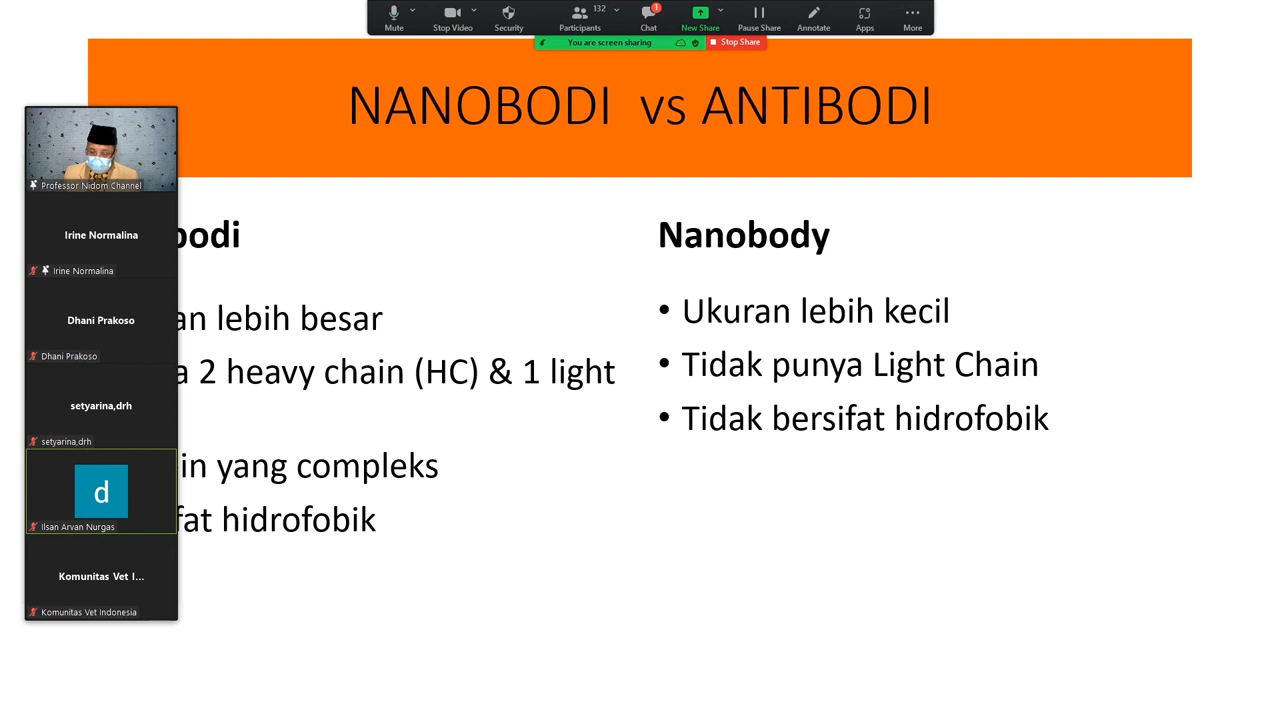 132
1
Mute
Stop Video
Security
Participants
Chat
New Share
Pause Share
Annotate
Apps
More
You are screen sharing
Stop Share
NANOBODI vs ANTIBODI
Professor Nidom Channel
Irine Normalina
Irine Normalina
Dhani Prakoso
Dhani Prakoso
setyarina,drh
setyarina,drh
d
Ilsan Arvan Nurgas
Komunitas Vet I...
Komunitas Vet Indonesia
bodi
an lebih besar
a 2 heavy chain (HC) & 1 light
in yang compleks
fat hidrofobik
Nanobody
• Ukuran lebih kecil
• Tidak punya Light Chain
• Tidak bersifat hidrofobik